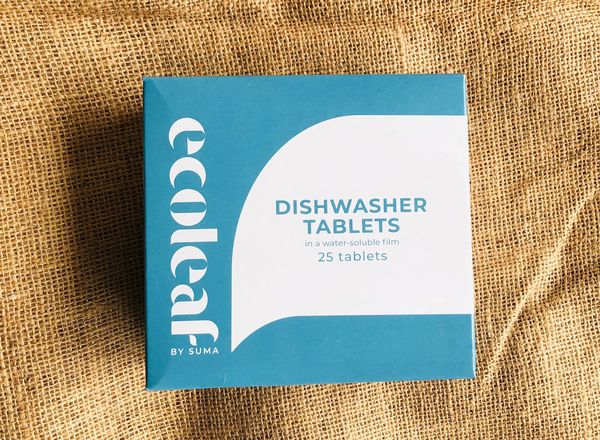 ecoleaf
BY SUMA
DISHWASHER
TABLETS
in a water-soluble film
25 tablets